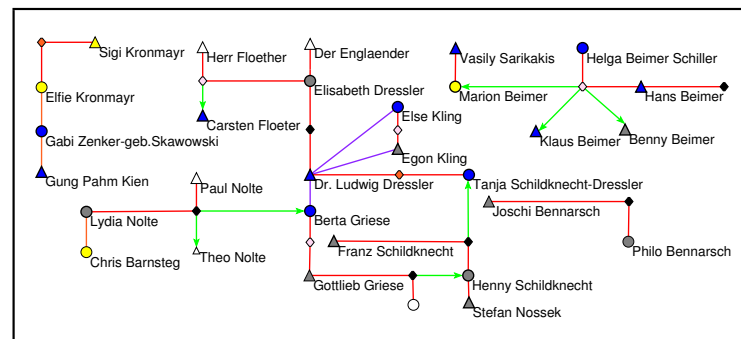 Sigi Kronmayr
Herr Floether
Der Englaender
Vasily Sarikakis
Helga Beimer Schiller
Elfie Kronmayr
Elisabeth Dressler
Marion Beimer
Hans Beimer
Carsten Floeter
Else Kling
Gabi Zenker-geb.Skawowski
Klaus Beimer
Benny Beimer
Egon Kling
Gung Pahm Kien
Paul Nolte
Dr. Ludwig Dressler
Tanja Schildknecht-Dressler
Lydia Nolte
Berta Griese
Joschi Bennarsch
Chris Barnsteg
Theo Nolte
Franz Schildknecht
Philo Bennarsch
Gottlieb Griese
Henny Schildknecht
Stefan Nossek